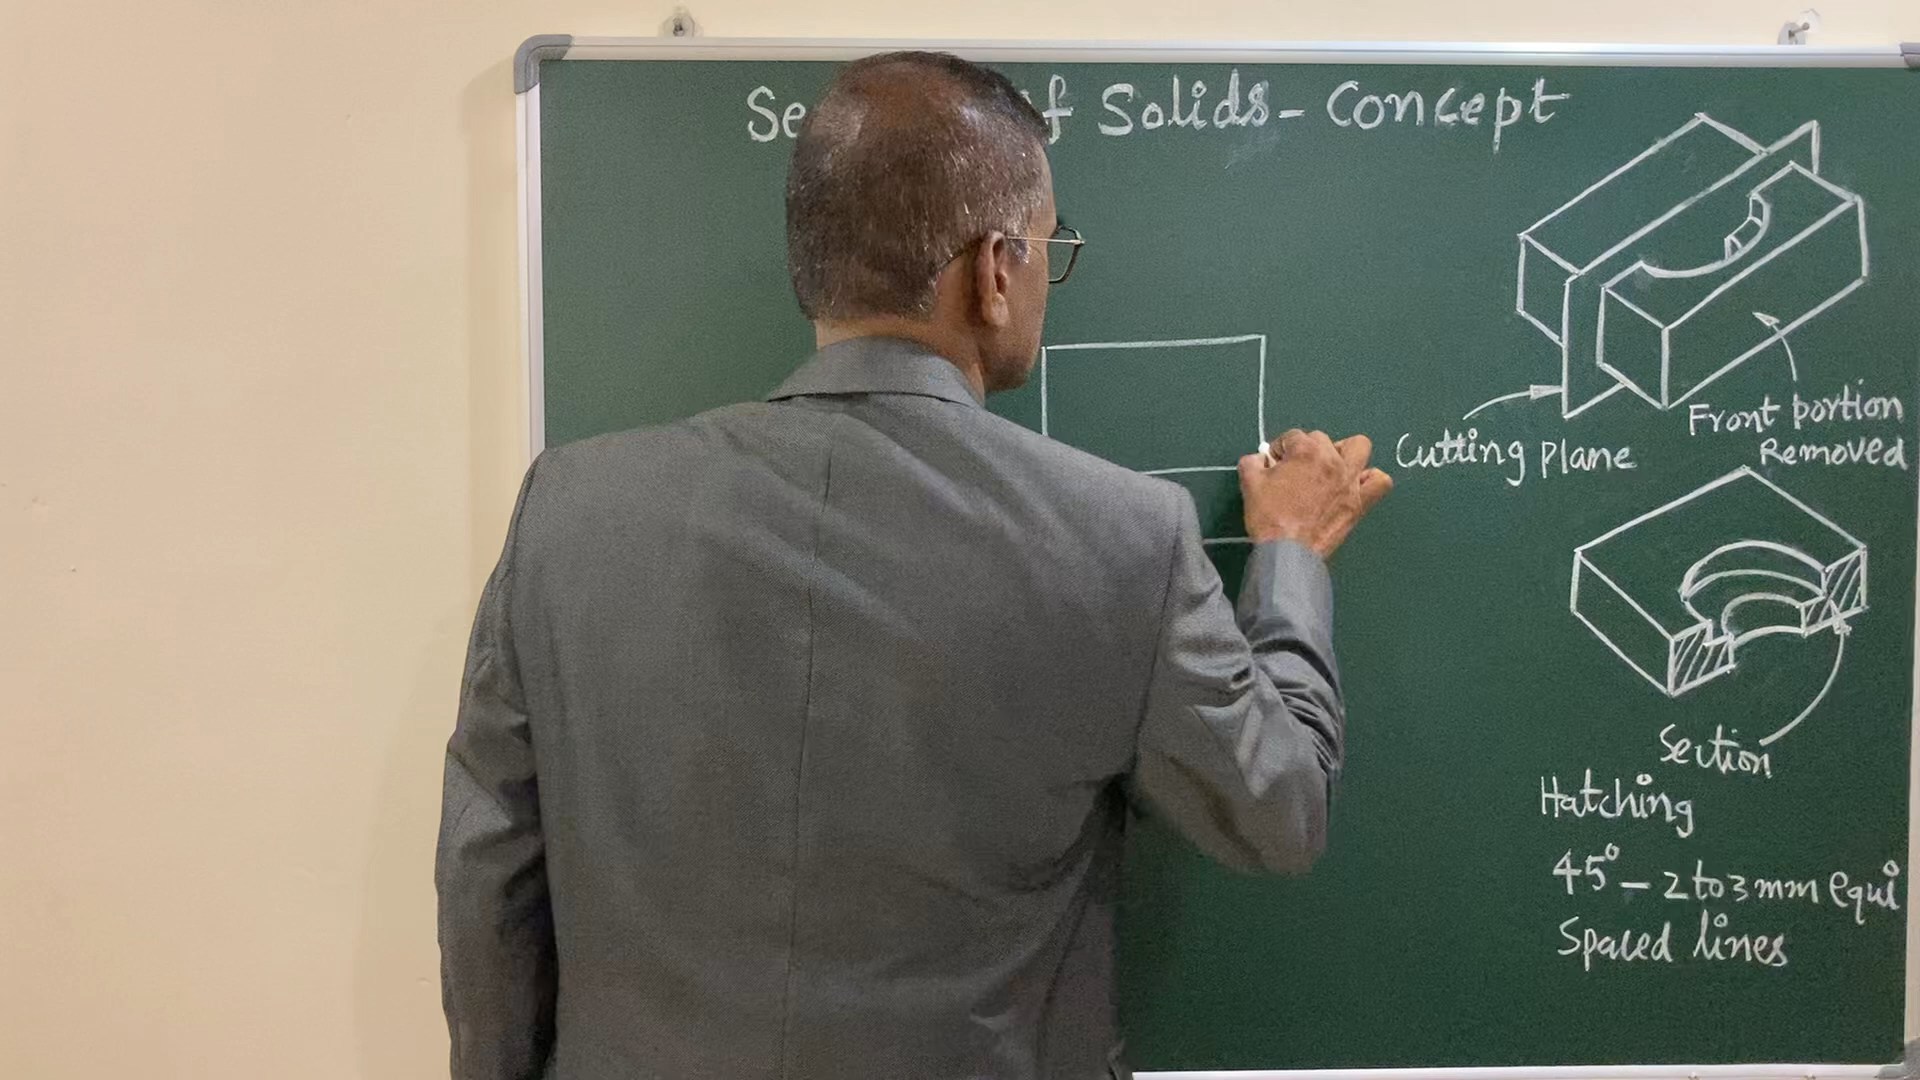 Se f Solids - Concept
Cutting Plane
Front portion
Removed
Section
Hatching
45° - 2 to 3 mm equi
Spaced lines